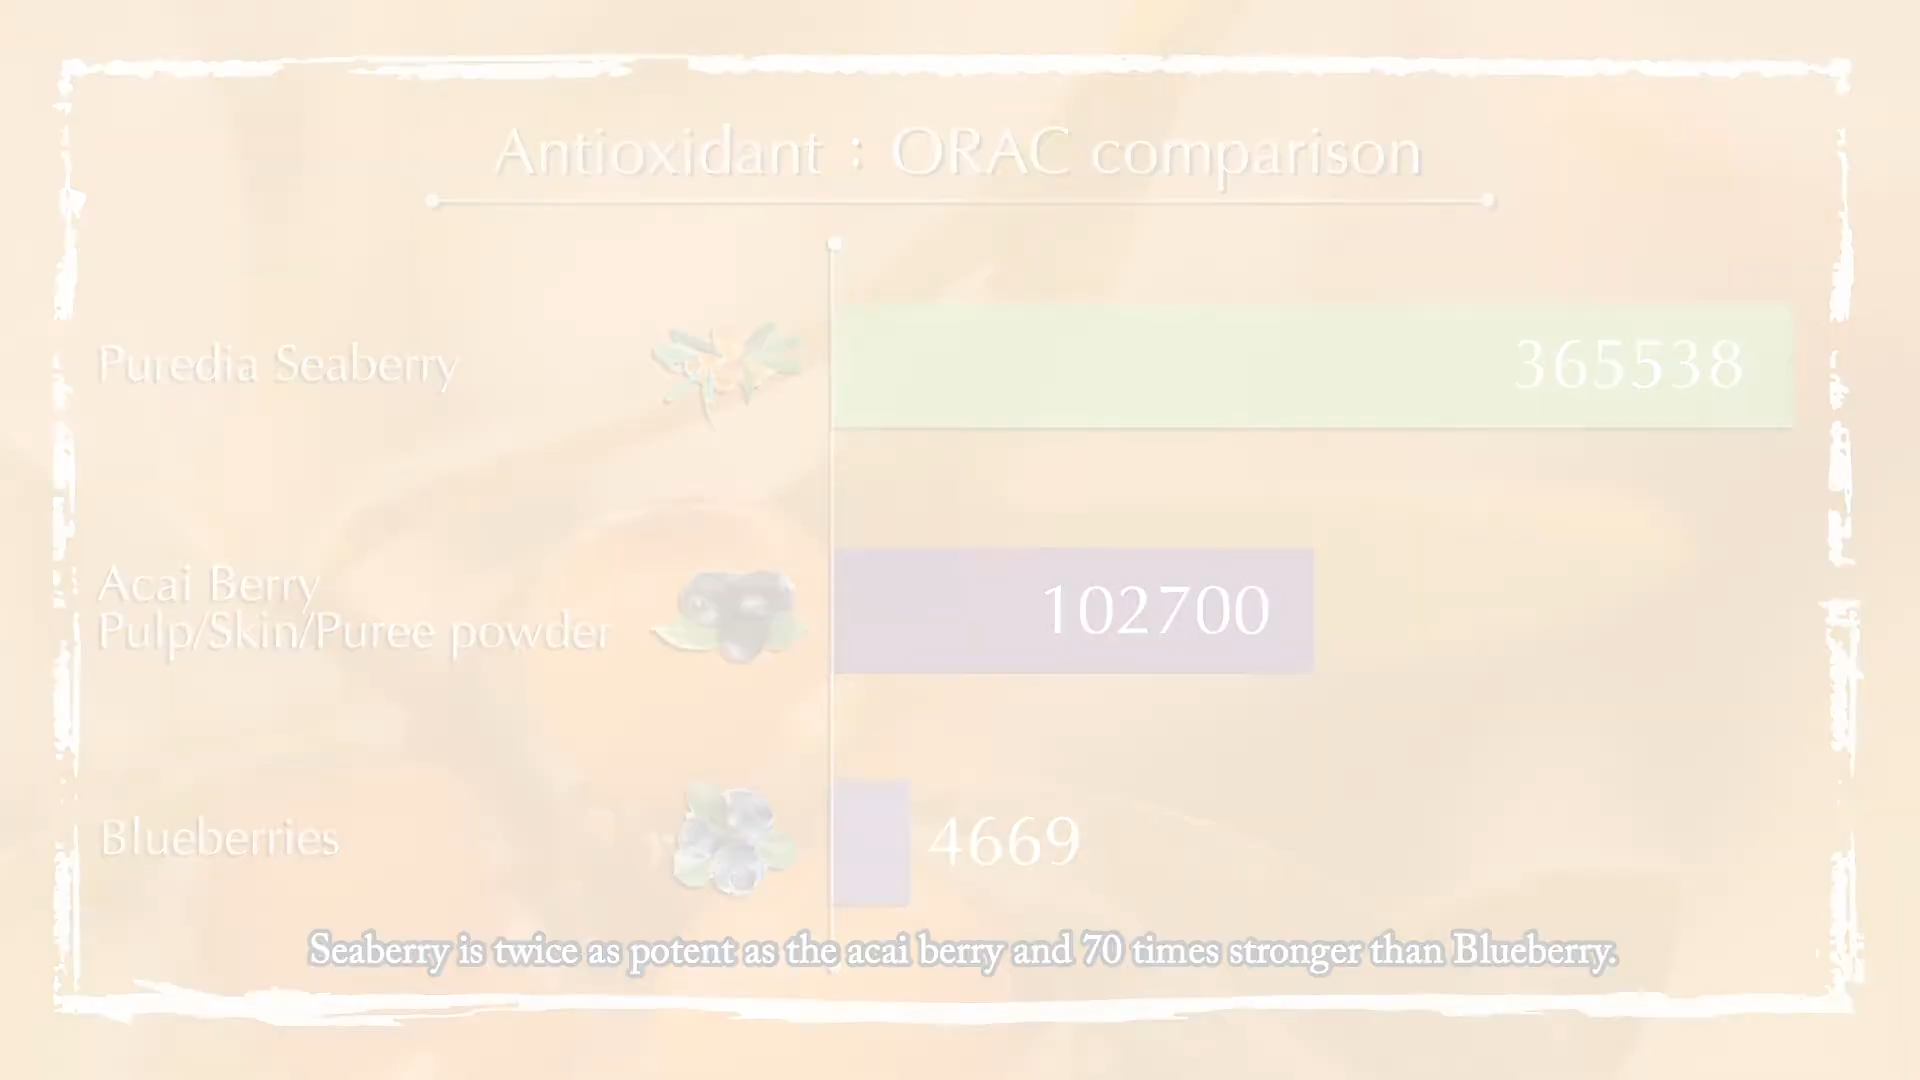 Antioxidant : ORAC comparison
Puredia Seaberry
365538
Acai Berry
Pulp/Skin/Puree powder
102700
Blueberries
4669
Seaberry is twice as potent as the acai berry and 70 times stronger than Blueberry.